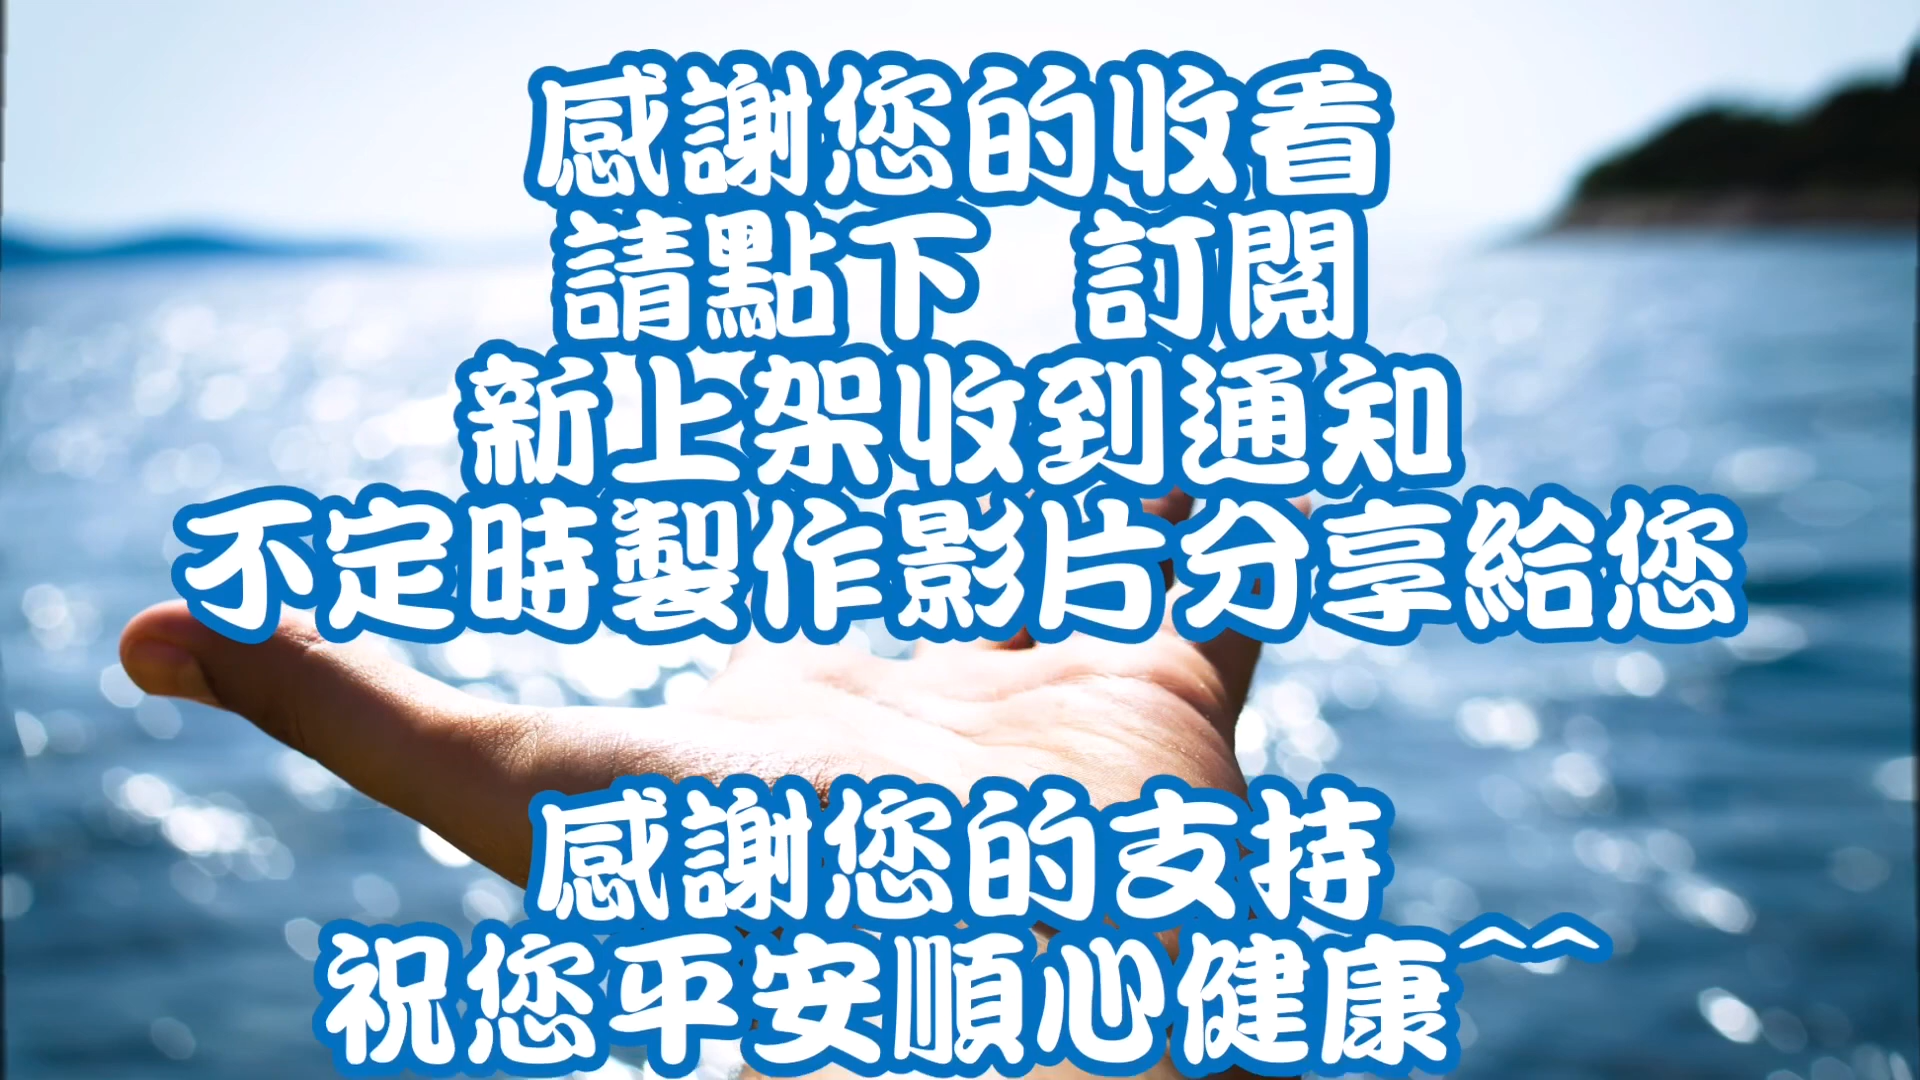 感謝您的收看
請點下 訂閱
新上架收到通知
不定時製作影片分享給您
感謝您的支持
祝您平安順心健康^^